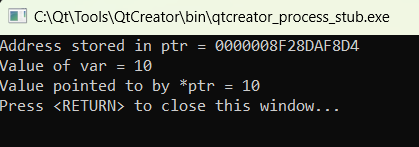 C:\Qt\Tools\QtCreator\bin\qtcreator_process_stub.exe
Address stored in ptr = 0000008F28DAF8D4
Value of var = 10
Value pointed to by *ptr = 10
Press <RETURN> to close this window...